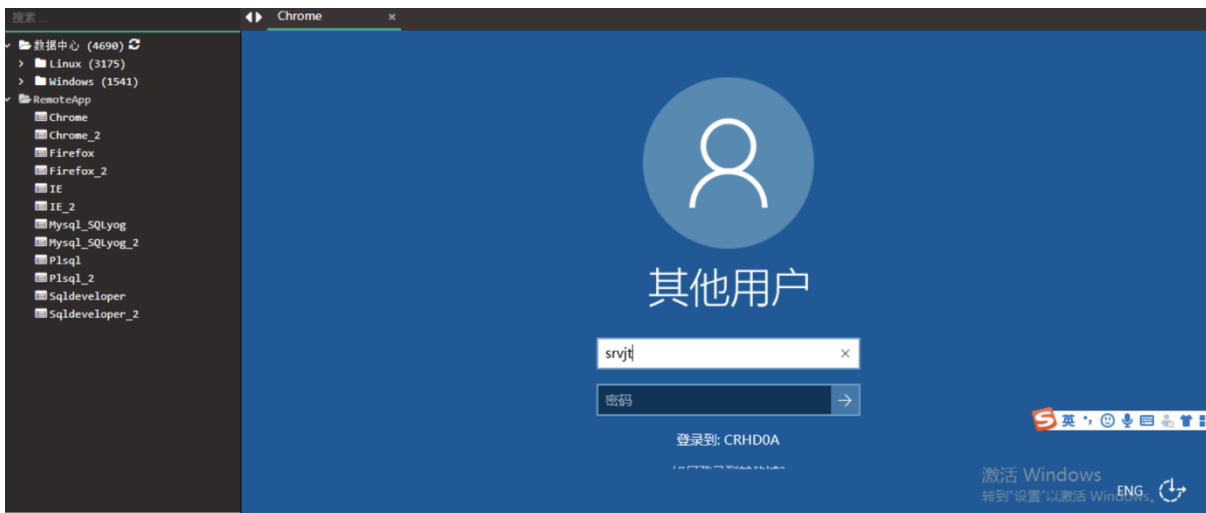 搜索 ...
Chrome
数据中心 (4690)
Linux (3175)
Windows (1541)
RemoteApp
Chrome
Chrome_2
Firefox
Firefox_2
IE
IE_2
Mysql_SQLyog
Mysql_SQLyog_2
Plsql
Plsql_2
Sqldeveloper
Sqldeveloper_2
其他用户
srvjt
密码
登录到: CRHD0A
英
激活 Windows
转到"设置"以激活 Windows。
ENG